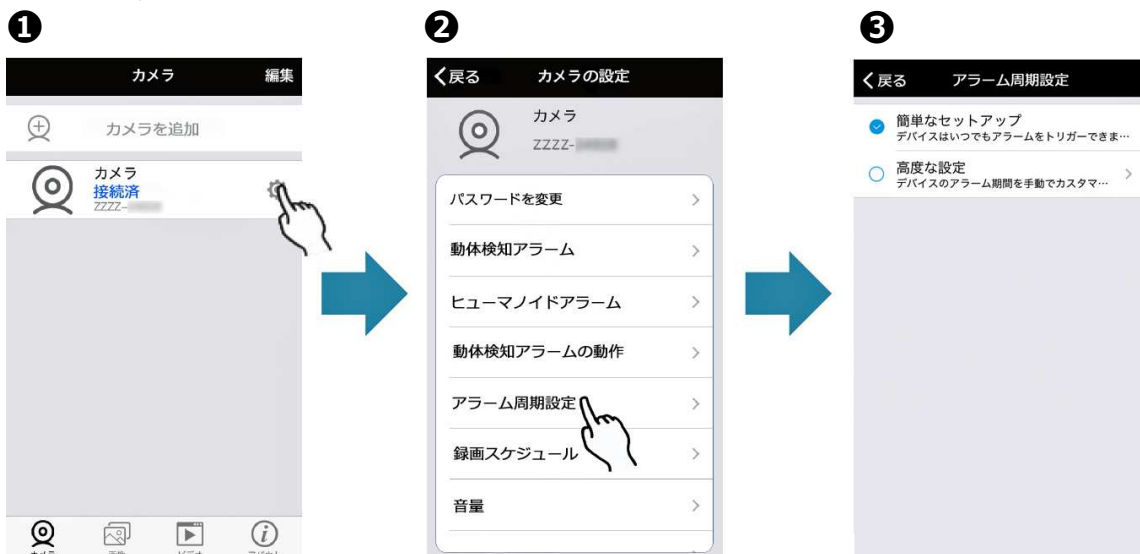 ❶
カメラ 編集
カメラを追加
カメラ
接続済
ZZZZ-
❷
戻る カメラの設定
カメラ
ZZZZ-
パスワードを変更
動体検知アラーム
ヒューマノイドアラーム
動体検知アラームの動作
アラーム周期設定
録画スケジュール
音量
❸
戻る アラーム周期設定
簡単なセットアップ
デバイスはいつでもアラームをトリガーできま…
高度な設定
デバイスのアラーム期間を手動でカスタマ…